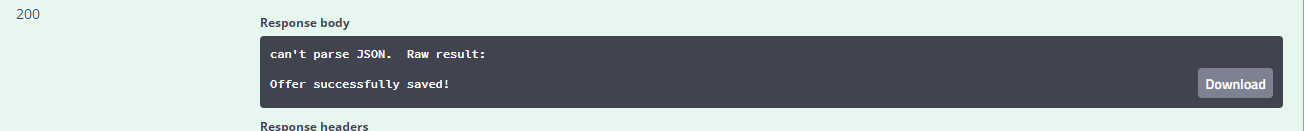 200
Response body
can't parse JSON.  Raw result:
Offer successfully saved!
Download
Response headers